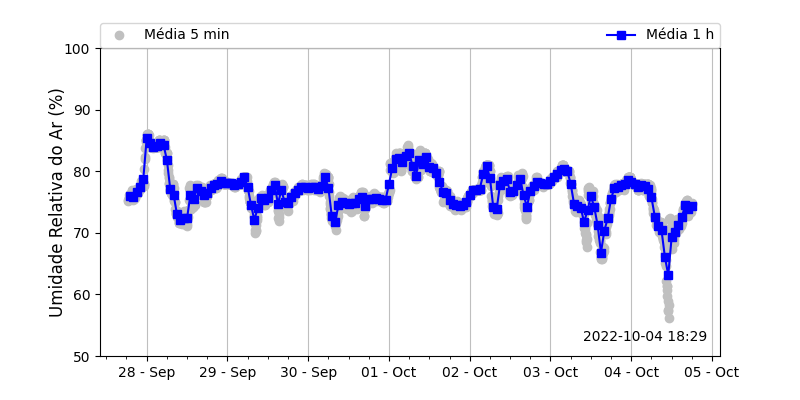 Média 5 min
Média 1 h
Umidade Relativa do Ar (%)
100
90
80
70
60
50
2022-10-04 18:29
28 - Sep
29 - Sep
30 - Sep
01 - Oct
02 - Oct
03 - Oct
04 - Oct
05 - Oct